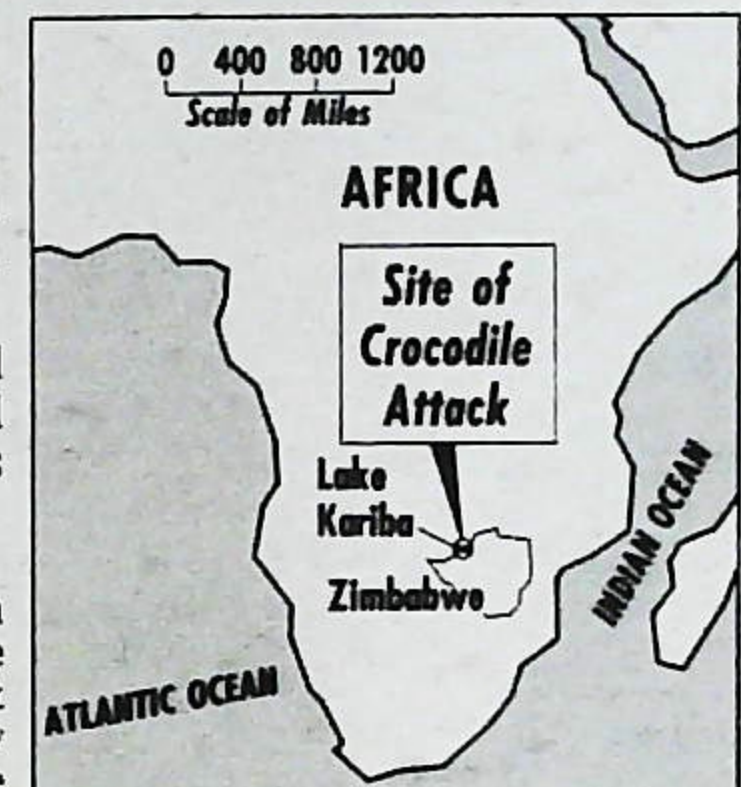 0 400 800 1200
Scale of Miles
AFRICA
Site of
Crocodile
Attack
Lake
Kariba
Zimbabwe
INDIAN OCEAN
ATLANTIC OCEAN